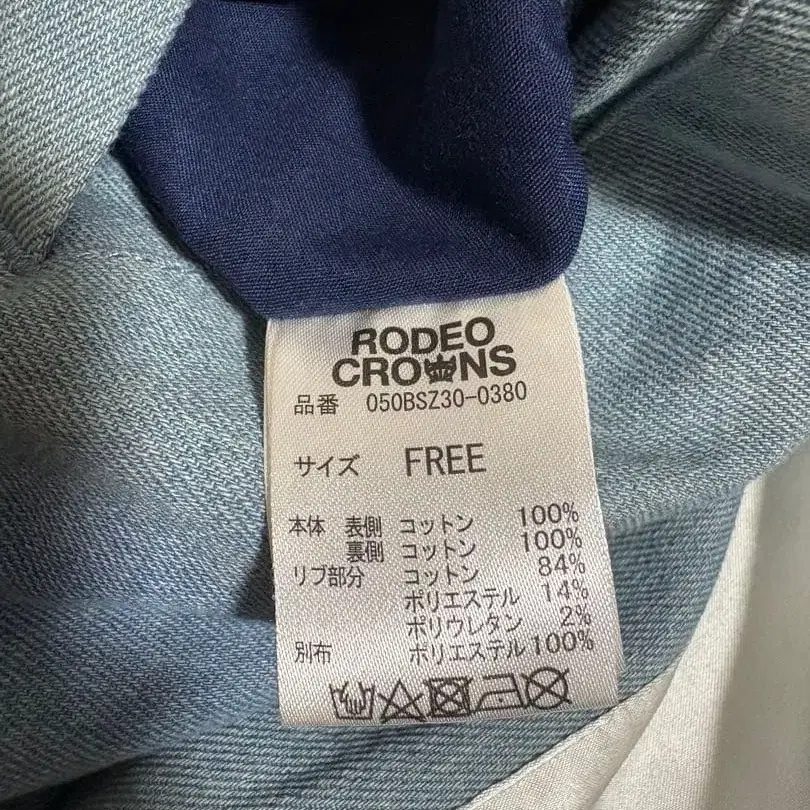 RODEO
CROWNS
品番 050BSZ30-0380
サイズ FREE
本体 表側 コットン 100%
裏側 コットン 100%
リブ部分 コットン 84%
ポリエステル 14%
ポリウレタン 2%
別布 ポリエステル 100%